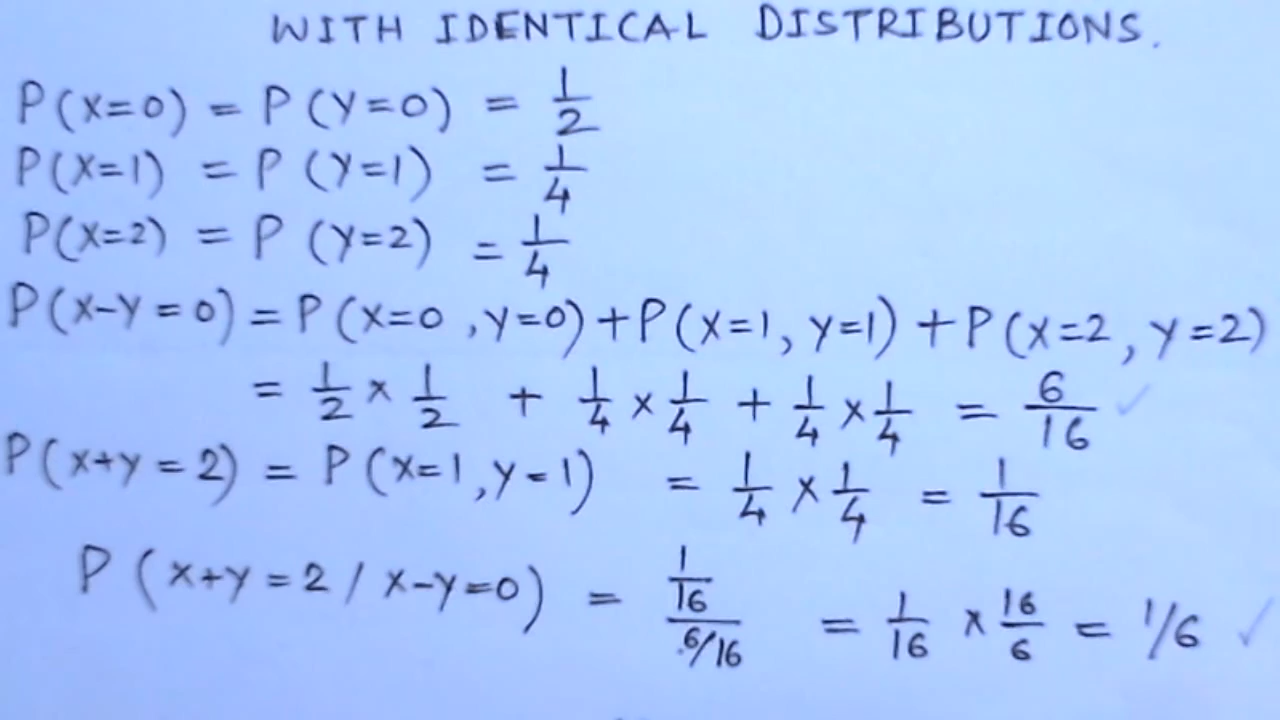 WITH IDENTICAL DISTRIBUTIONS.
P(X=0) = P(Y=0) = 1/2
P(X=1) = P(Y=1) = 1/4
P(X=2) = P(Y=2) = 1/4
P(X-Y=0) = P(X=0, Y=0) + P(X=1, Y=1) + P(X=2, Y=2)
= 1/2 × 1/2 + 1/4 × 1/4 + 1/4 × 1/4 = 6/16 ✓
P(X+Y=2) = P(X=1, Y=1) = 1/4 × 1/4 = 1/16
P(X+Y=2 / X-Y=0) = (1/16)/(6/16) = 1/16 × 16/6 = 1/6 ✓